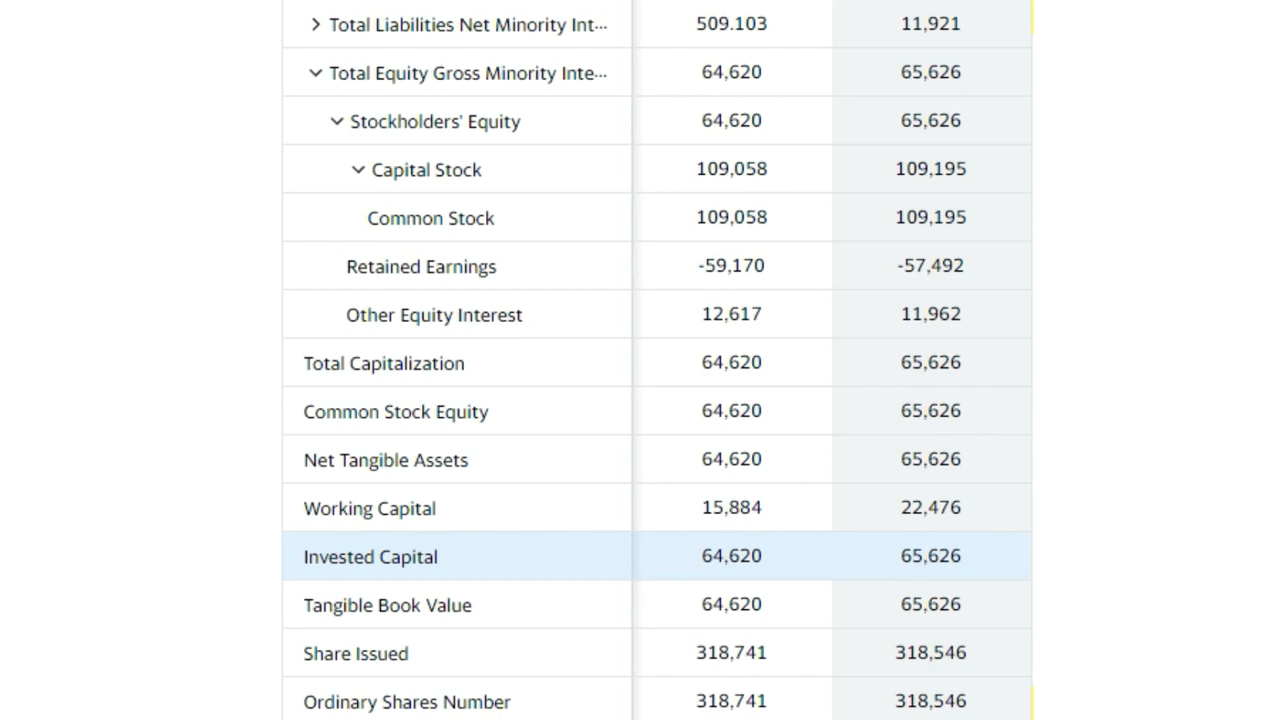 Total Liabilities Net Minority Int... 509.103 11,921
Total Equity Gross Minority Inte... 64,620 65,626
Stockholders' Equity 64,620 65,626
Capital Stock 109,058 109,195
Common Stock 109,058 109,195
Retained Earnings -59,170 -57,492
Other Equity Interest 12,617 11,962
Total Capitalization 64,620 65,626
Common Stock Equity 64,620 65,626
Net Tangible Assets 64,620 65,626
Working Capital 15,884 22,476
Invested Capital 64,620 65,626
Tangible Book Value 64,620 65,626
Share Issued 318,741 318,546
Ordinary Shares Number 318,741 318,546